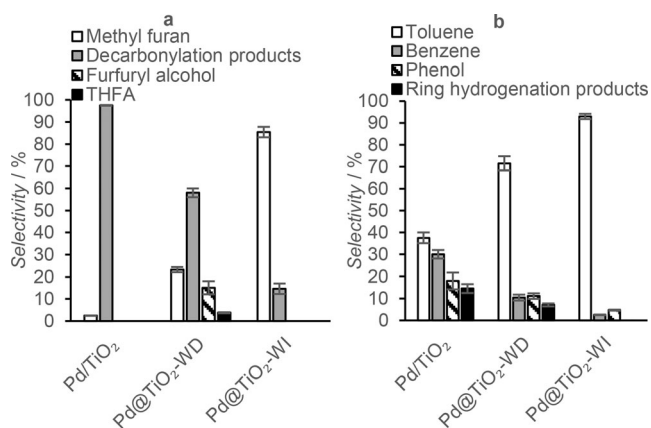 a
Methyl furan
Decarbonylation products
Furfuryl alcohol
THFA
100
90
80
70
60
50
40
30
20
10
0
Selectivity / %
Pd/TiO₂
Pd@TiO₂-WD
Pd@TiO₂-WI
b
Toluene
Benzene
Phenol
Ring hydrogenation products
100
90
80
70
60
50
40
30
20
10
0
Selectivity / %
Pd/TiO₂
Pd@TiO₂-WD
Pd@TiO₂-WI